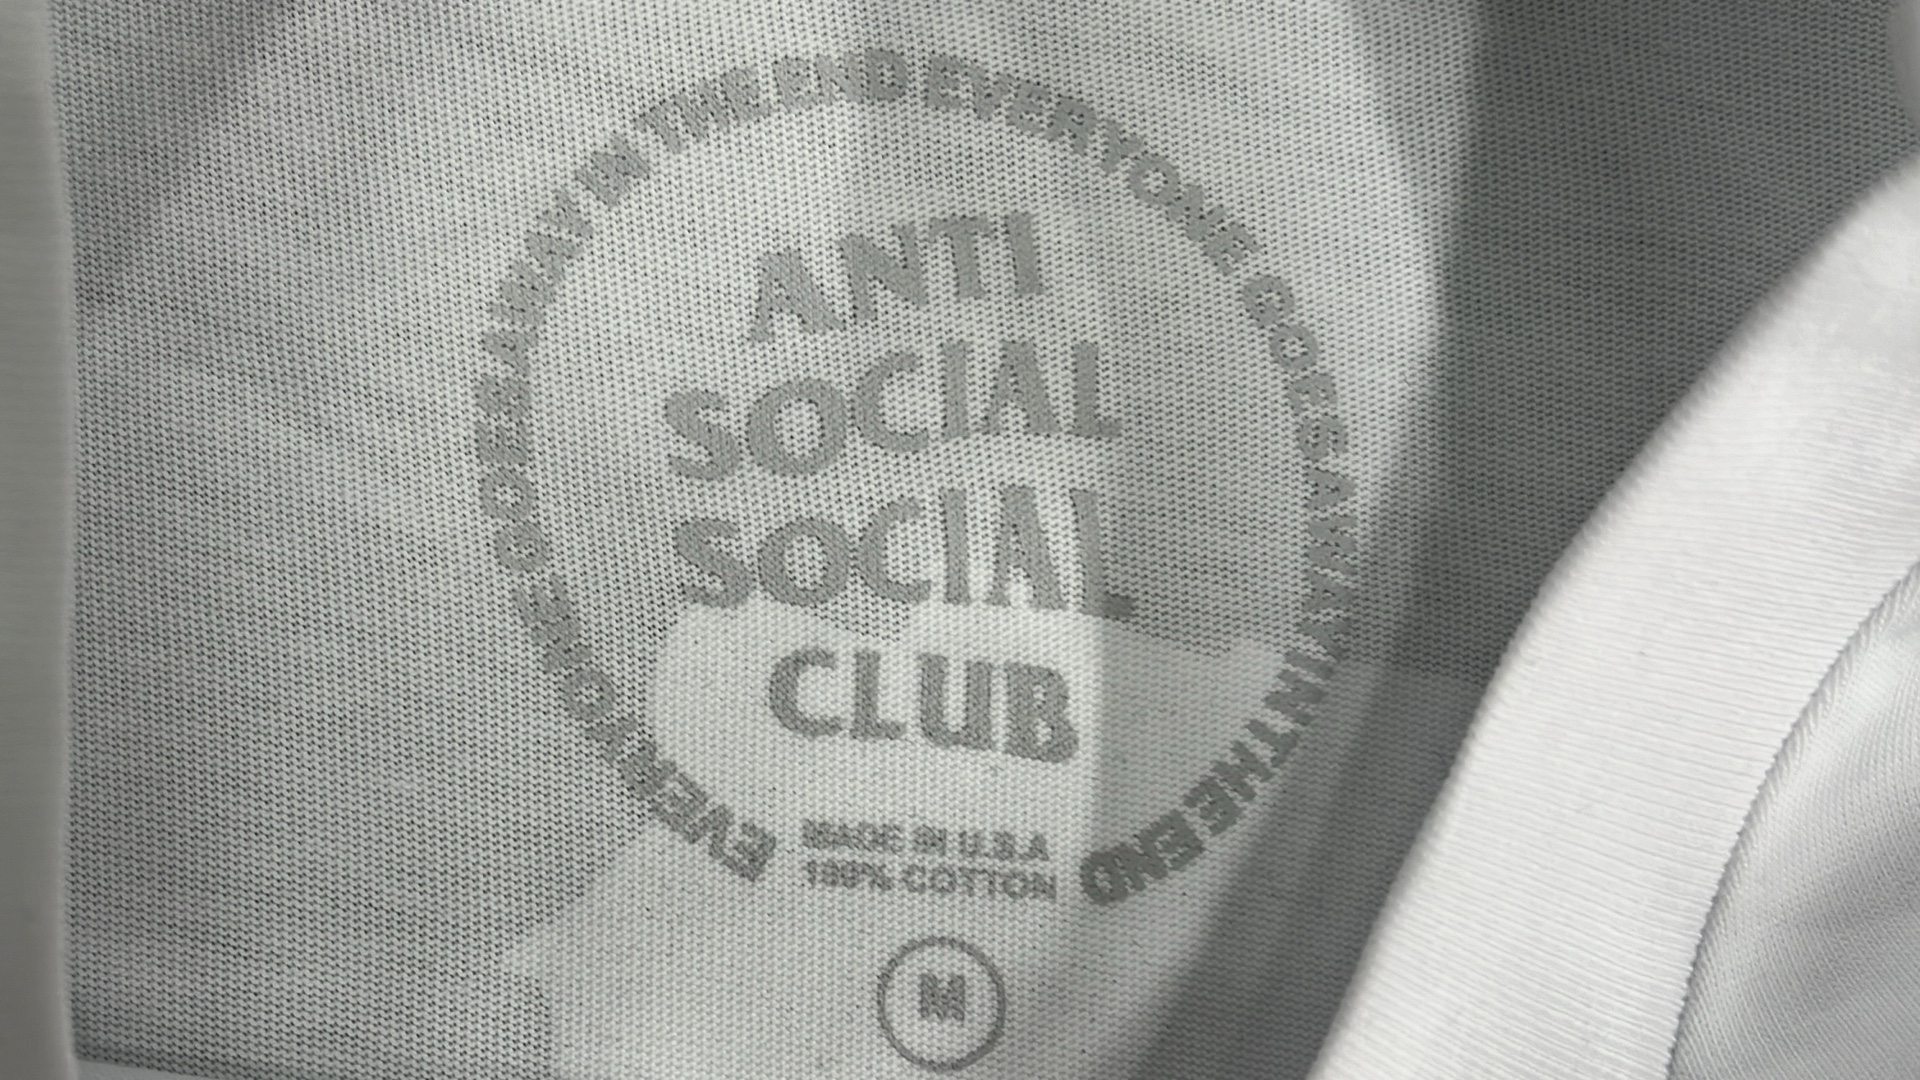 EVERYONE GOES AWAY IN THE END EVERYONE GOES AWAY IN THE END
ANTI
SOCIAL
SOCIAL
CLUB
MADE IN U.S.A
100% COTTON
M